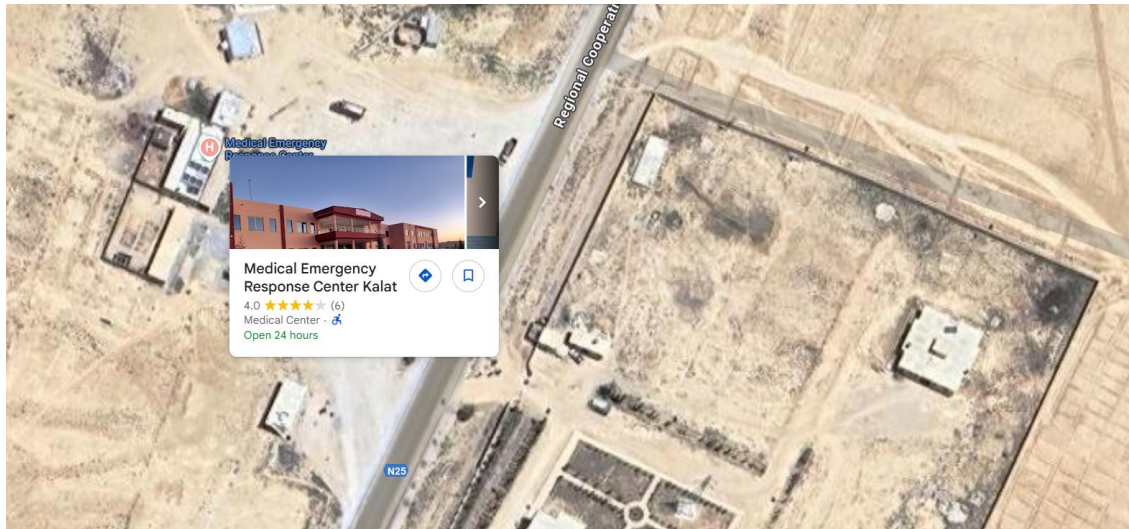 Regional Cooperati
H
Medical Emergency
Response Center
Medical Emergency
Response Center Kalat
4.0 (6)
Medical Center ·
Open 24 hours
N25